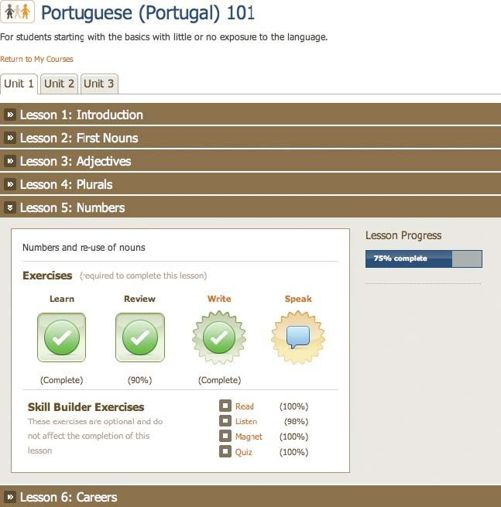 Portuguese (Portugal) 101
For students starting with the basics with little or no exposure to the language.
Return to My Courses
Unit 1 Unit 2 Unit 3
Lesson 1: Introduction
Lesson 2: First Nouns
Lesson 3: Adjectives
Lesson 4: Plurals
Lesson 5: Numbers
Numbers and re-use of nouns
Exercises (required to complete this lesson)
Learn Review Write Speak
(Complete) (90%) (Complete)
Skill Builder Exercises
These exercises are optional and do
not affect the completion of this
lesson
Read (100%)
Listen (98%)
Magnet (100%)
Quiz (100%)
Lesson Progress
75% complete
Lesson 6: Careers